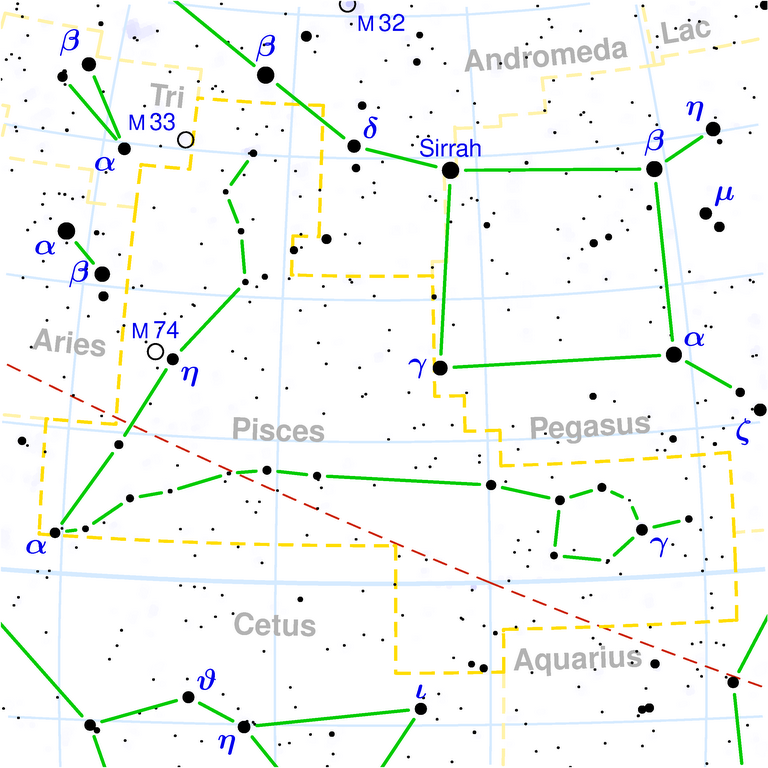 M 32
Andromeda
Lac
β
β
Tri
M 33
δ
Sirrah
β
η
α
μ
α
β
Aries
M 74
η
γ
α
ζ
Pisces
Pegasus
α
γ
Cetus
Aquarius
ϑ
η
ι